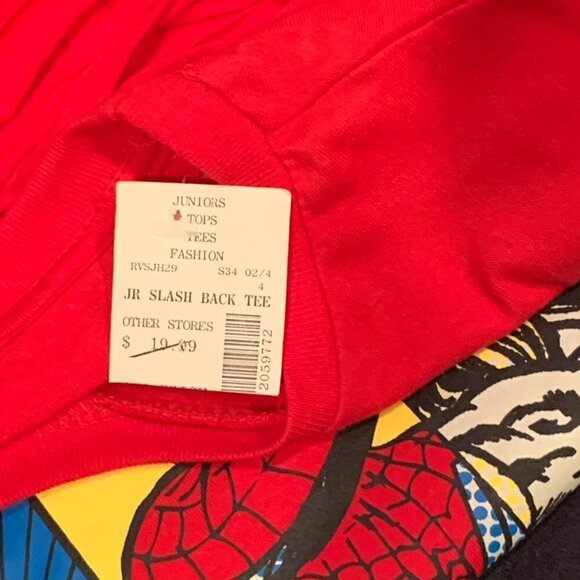 JUNIORS
TOPS
TEES
FASHION
RVSJH29 S34 02/4
4
JR SLASH BACK TEE
OTHER STORES
$ 19.99
2059772